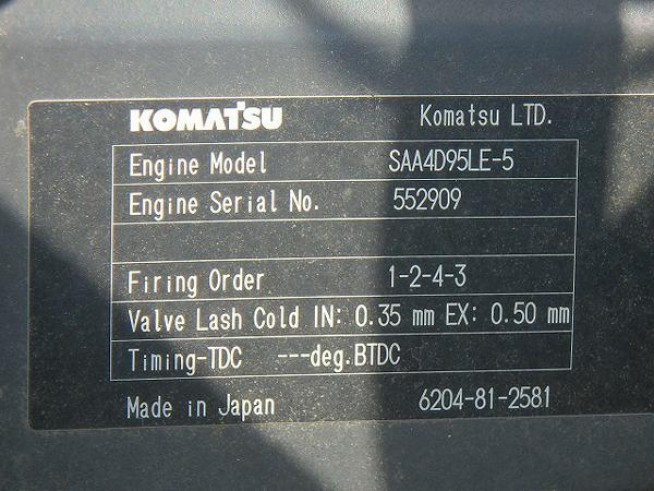 KOMATSU Komatsu LTD.
Engine Model SAA4D95LE-5
Engine Serial No. 552909
Firing Order 1-2-4-3
Valve Lash Cold IN: 0.35 mm EX: 0.50 mm
Timing-TDC ---deg.BTDC
Made in Japan 6204-81-2581